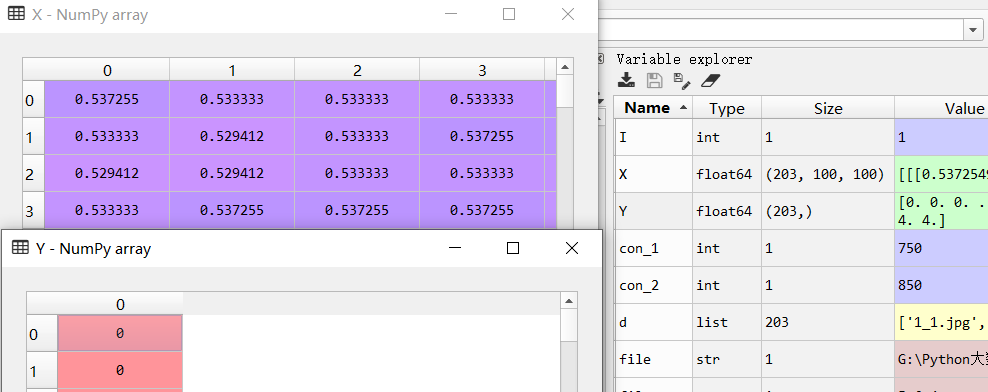 X - NumPy array
0 1 2 3
0 0.537255 0.533333 0.533333 0.533333
1 0.533333 0.529412 0.533333 0.537255
2 0.529412 0.529412 0.533333 0.533333
3 0.533333 0.537255 0.537255 0.537255
Y - NumPy array
0
0 0
1 0
Variable explorer
Name Type Size Value
I int 1 1
X float64 (203, 100, 100) [[[0.5372549
Y float64 (203,) [0. 0. 0. .
4. 4.]
con_1 int 1 750
con_2 int 1 850
d list 203 ['1_1.jpg',
file str 1 G:\Python大